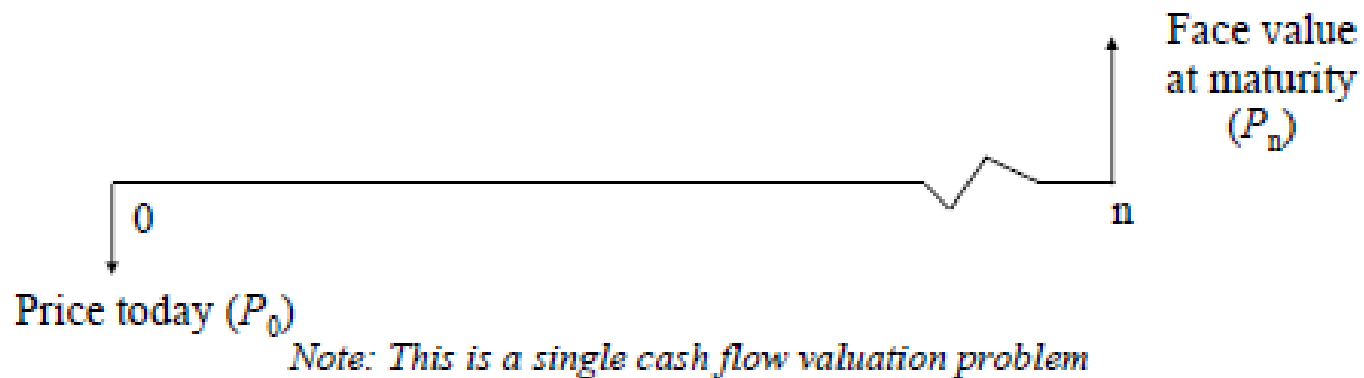 Face value
at maturity
(Pn)
0
n
Price today (P0)
Note: This is a single cash flow valuation problem